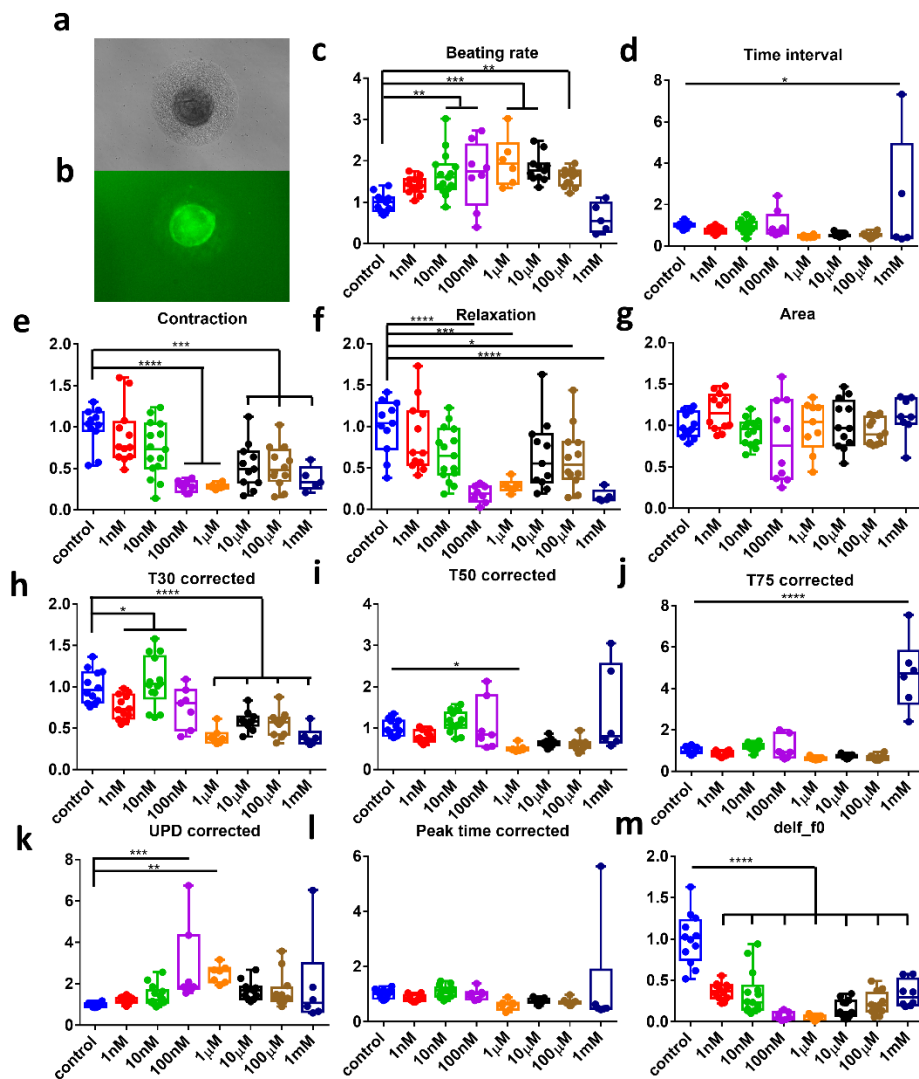 a
b
c
Beating rate
**
***
**
4
3
2
1
0
control
1nM
10nM
100nM
1μM
10μM
100μM
1mM
d
Time interval
*
8
6
4
2
0
control
1nM
10nM
100nM
1μM
10μM
100μM
1mM
e
Contraction
***
****
2.0
1.5
1.0
0.5
0.0
control
1nM
10nM
100nM
1μM
10μM
100μM
1mM
f
Relaxation
****
***
*
****
2.0
1.5
1.0
0.5
0.0
control
1nM
10nM
100nM
1μM
10μM
100μM
1mM
g
Area
2.0
1.5
1.0
0.5
0.0
control
1nM
10nM
100nM
1μM
10μM
100μM
1mM
h
T30 corrected
****
*
2.0
1.5
1.0
0.5
0.0
control
1nM
10nM
100nM
1μM
10μM
100μM
1mM
i
T50 corrected
*
4
3
2
1
0
control
1nM
10nM
100nM
1μM
10μM
100μM
1mM
j
T75 corrected
****
8
6
4
2
0
control
1nM
10nM
100nM
1μM
10μM
100μM
1mM
k
UPD corrected
***
**
8
6
4
2
0
control
1nM
10nM
100nM
1μM
10μM
100μM
1mM
l
Peak time corrected
6
4
2
0
control
1nM
10nM
100nM
1μM
10μM
100μM
1mM
m
delf_f0
****
2.0
1.5
1.0
0.5
0.0
control
1nM
10nM
100nM
1μM
10μM
100μM
1mM